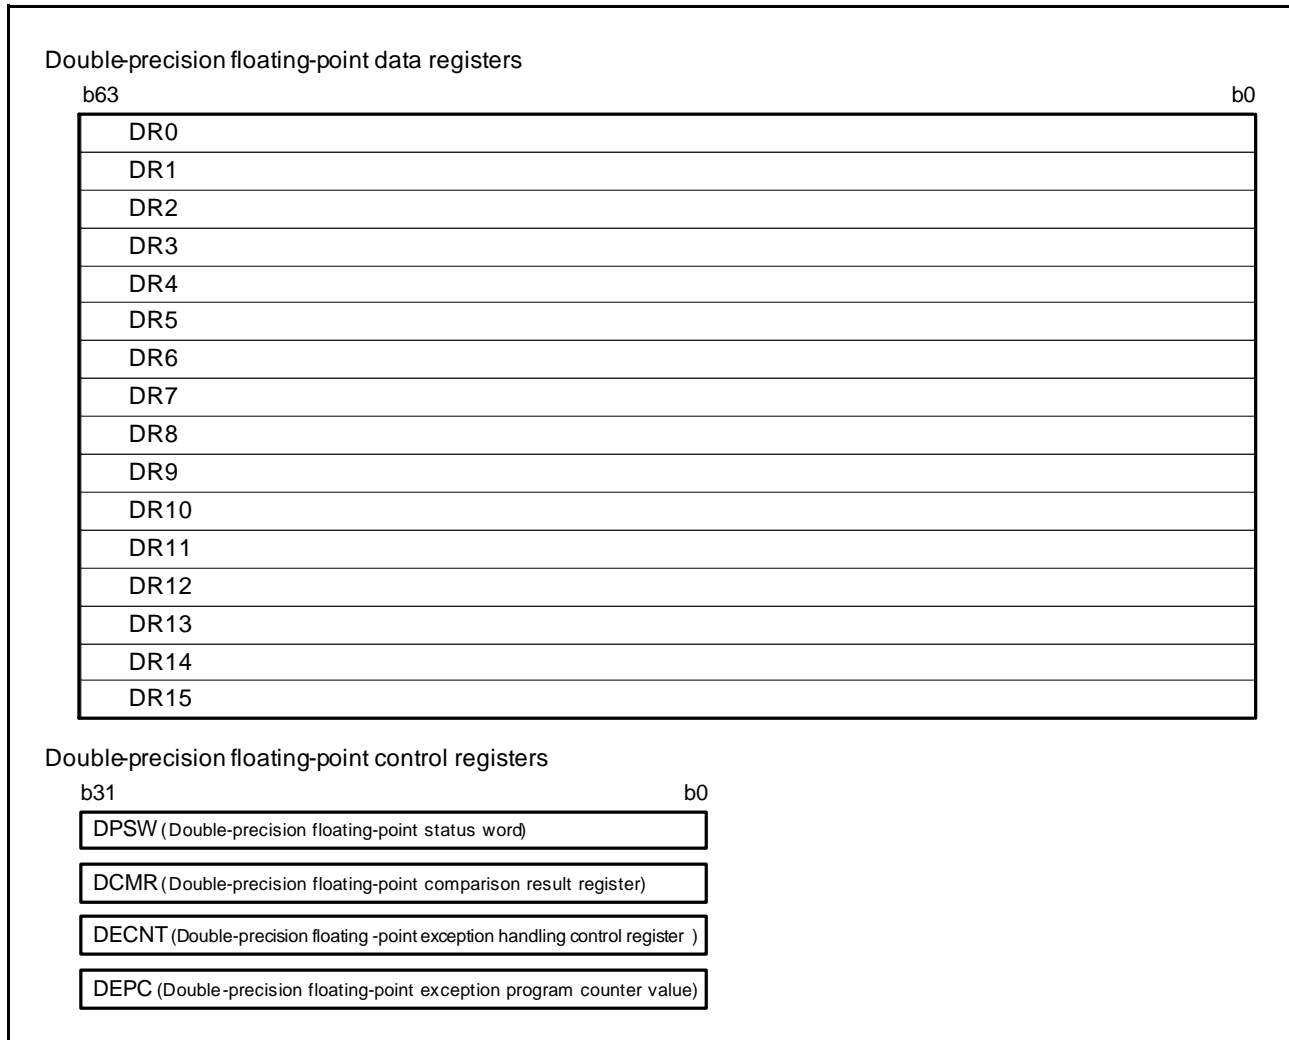 Double-precision floating-point data registers
b63 b0
DR0
DR1
DR2
DR3
DR4
DR5
DR6
DR7
DR8
DR9
DR10
DR11
DR12
DR13
DR14
DR15
Double-precision floating-point control registers
b31 b0
DPSW (Double-precision floating-point status word)
DCMR (Double-precision floating-point comparison result register)
DECNT (Double-precision floating -point exception handling control register )
DEPC (Double-precision floating-point exception program counter value)